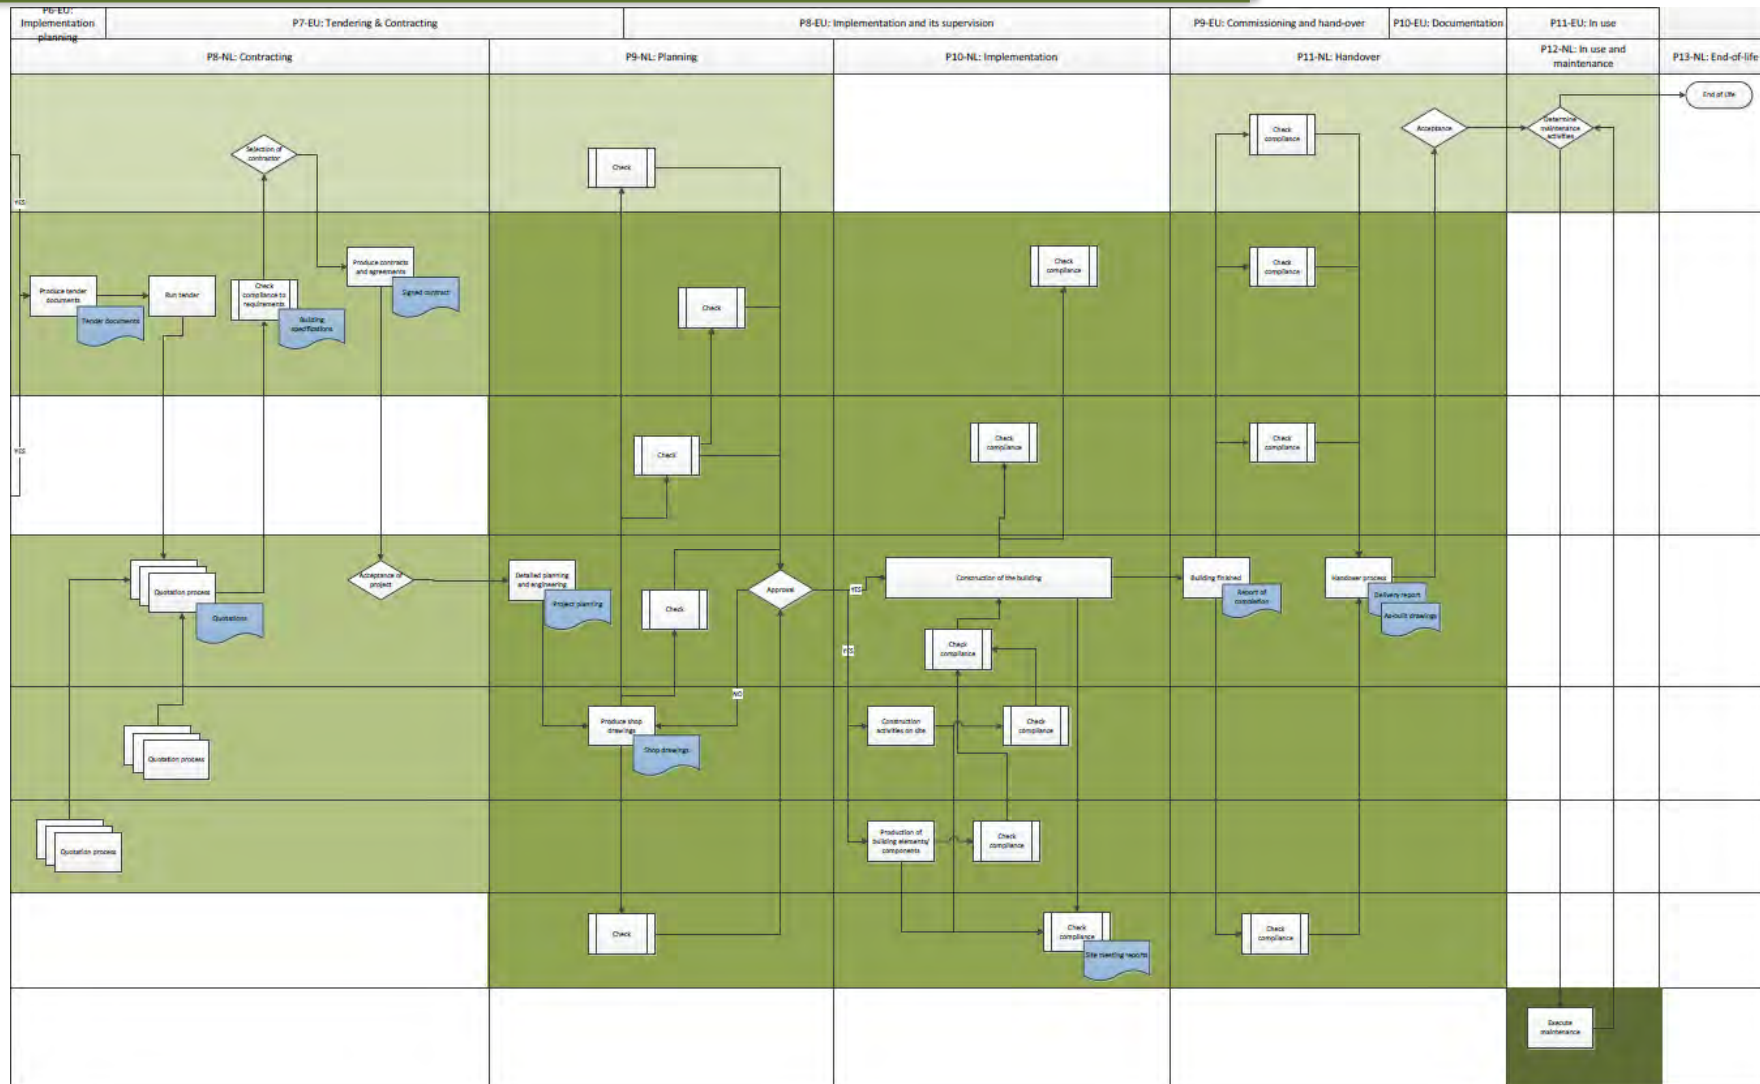 P6-EU:
Implementation
planning
P7-EU: Tendering & Contracting
P8-EU: Implementation and its supervision
P9-EU: Commissioning and hand-over
P10-EU: Documentation
P11-EU: In use
P8-NL: Contracting
P9-NL: Planning
P10-NL: Implementation
P11-NL: Handover
P12-NL: In use and
maintenance
P13-NL: End-of-life
End of life
Selection of
contractor
Check
Check
compliance
Acceptance
Determine
maintenance
activities
YES
Produce tender
documents
Tender documents
Run tender
Check
compliance to
requirements
Building
specifications
Produce contracts
and agreements
Signed contract
Check
Check
compliance
Check
compliance
YES
Check
Check
compliance
Check
compliance
Quotation process
Quotations
Acceptance of
project
Detailed planning
and engineering
Project planning
Check
Approval
YES
Construction of the building
Building finished
Report of
completion
Handover process
Delivery report
As-built drawings
YES
Check
compliance
NO
Quotation process
Produce shop
drawings
Shop drawings
Construction
activities on site
Check
compliance
Quotation process
Production of
building elements/
components
Check
compliance
Check
Check
compliance
Site meeting reports
Check
compliance
Execute
maintenance